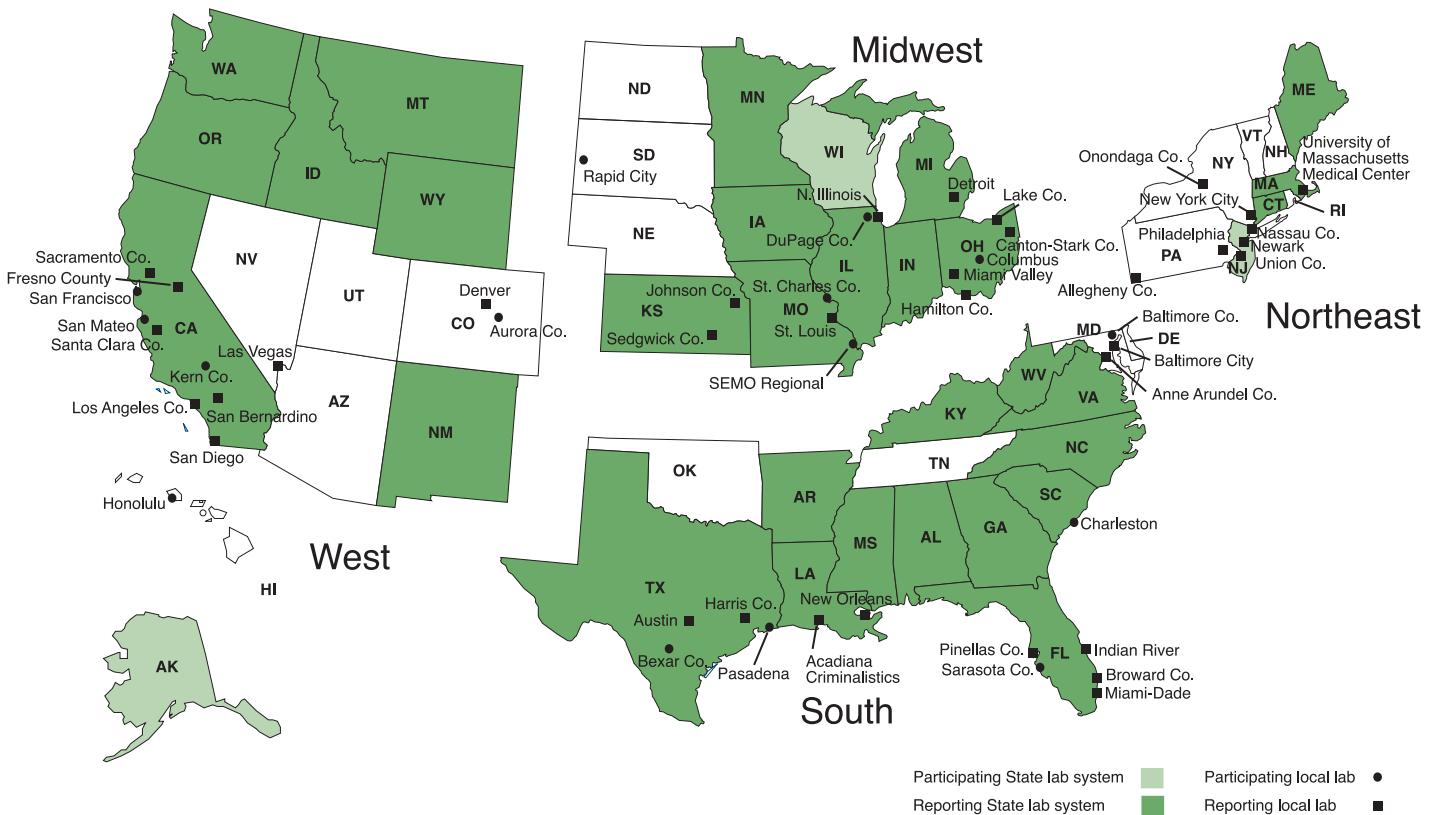 Midwest
WA
MT
ND
MN
ME
OR
ID
SD
Rapid City
WI
MI
VT
NH
University of
Massachusetts
Medical Center
Onondaga Co.
NY
MA
WY
N. Illinois
Detroit
Lake Co.
New York City
CT
RI
NE
IA
DuPage Co.
OH
Canton-Stark Co.
Columbus
Philadelphia
Nassau Co.
Newark
Union Co.
PA
NJ
Sacramento Co.
Fresno County
San Francisco
NV
UT
Denver
CO
Aurora Co.
Johnson Co.
KS
Sedgwick Co.
St. Charles Co.
MO
St. Louis
IL
IN
Miami Valley
Hamilton Co.
Allegheny Co.
Northeast
San Mateo
Santa Clara Co.
CA
Las Vegas
Kern Co.
SEMO Regional
MD
Baltimore Co.
DE
Baltimore City
Anne Arundel Co.
Los Angeles Co.
San Bernardino
San Diego
AZ
NM
WV
VA
KY
OK
AR
TN
NC
SC
Charleston
Honolulu
HI
West
TX
Austin
Harris Co.
Bexar Co.
Pasadena
LA
New Orleans
Acadiana
Criminalistics
MS
AL
GA
AK
Pinellas Co.
Sarasota Co.
FL
Indian River
Broward Co.
Miami-Dade
South
Participating State lab system
Participating local lab
Reporting State lab system
Reporting local lab